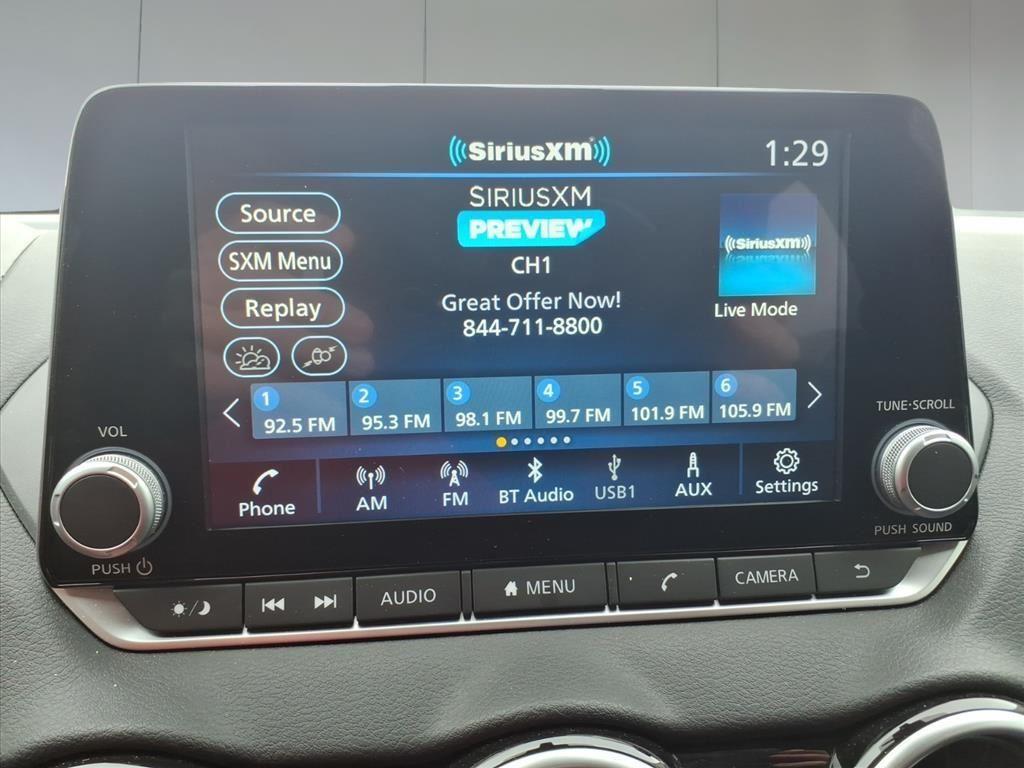 SiriusXm
1:29
SIRIUSXM
PREVIEW
CH1
Great Offer Now!
844-711-8800
Source
SXM Menu
Replay
SiriusXm
Live Mode
1 92.5 FM
2 95.3 FM
3 98.1 FM
4 99.7 FM
5 101.9 FM
6 105.9 FM
Phone
AM
FM
BT Audio
USB1
AUX
Settings
VOL
PUSH
TUNE·SCROLL
PUSH SOUND
AUDIO
MENU
CAMERA